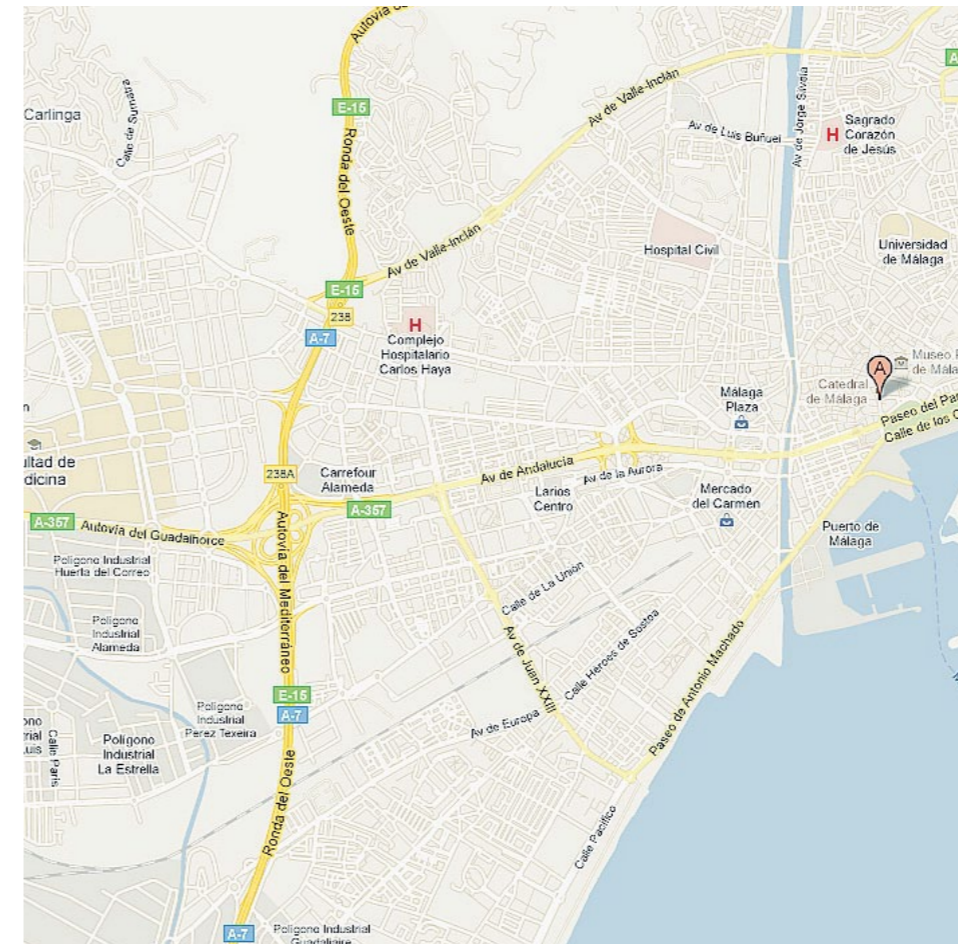 Autovía
E-15
Av de Valle-Inclán
Carlinga
Calle de Sumatra
Ronda del Oeste
Av de Luis Buñuel
Av de Jorge Silvela
H
Sagrado
Corazón
de Jesús
Hospital Civil
Universidad
de Málaga
Av de Valle-Inclán
E-15
238
A-7
H
Complejo
Hospitalario
Carlos Haya
Museo
de
A
Catedral
de Málaga
Málaga
Plaza
Paseo del
Calle de los
238A
Carrefour
Alameda
Av de Andalucía
Av de la Aurora
Larios
Centro
Mercado
del Carmen
A-357
A-357
Autovía del Guadalhorce
Puerto de
Málaga
Polígono Industrial
Huerta del Correo
Autovía del Mediterráneo
Calle de La Unión
Polígono
Industrial
Alameda
Av de Juan XXIII
Calle Héroes de Sostoa
Paseo de Antonio Machado
E-15
A-7
Polígono
Industrial
Pérez Texeira
Av de Europa
Calle París
Polígono
Industrial
La Estrella
Ronda del Oeste
Calle Pacífico
A-7
Polígono Industrial